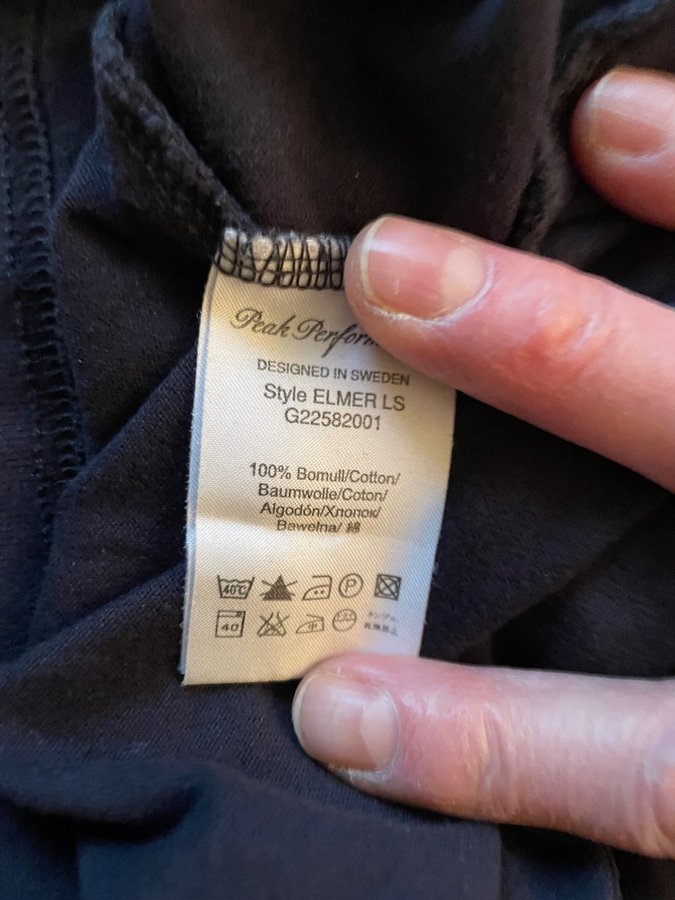 Peak Perform
DESIGNED IN SWEDEN
Style ELMER LS
G22582001
100% Bomull/Cotton/
Baumwolle/Coton/
Algodón/Хлопок/
Bawełna/ 綿
40°C P
40